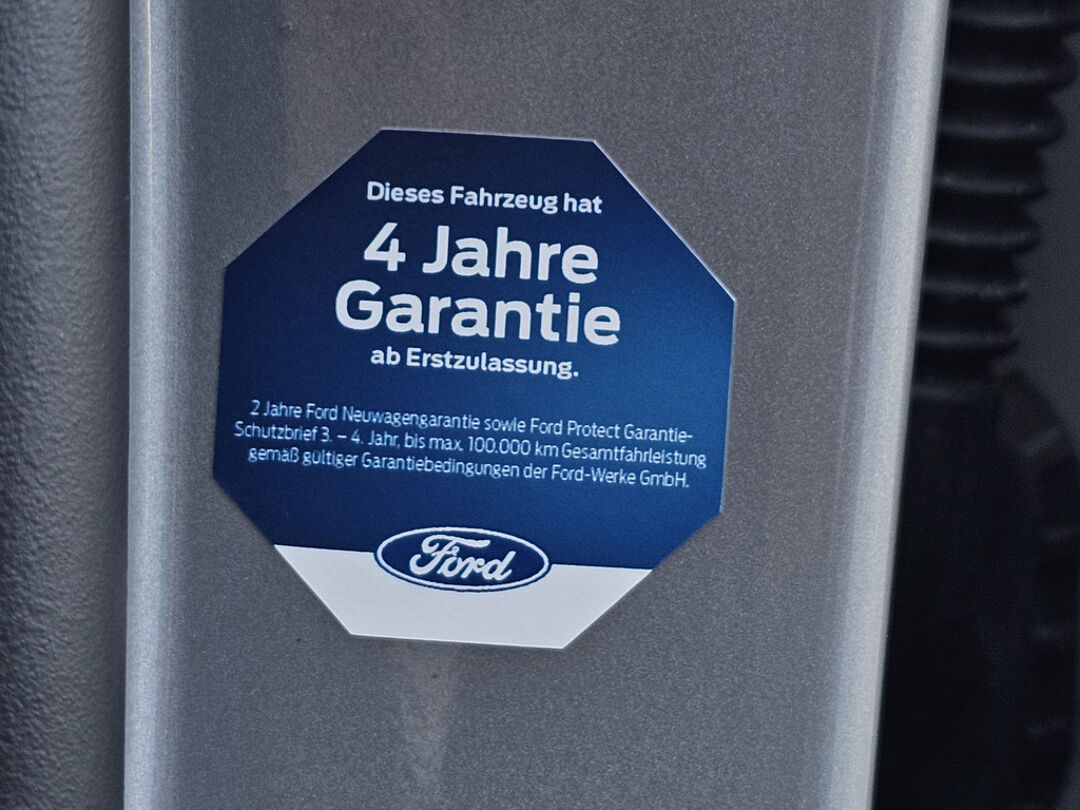 Dieses Fahrzeug hat
4 Jahre
Garantie
ab Erstzulassung.
2 Jahre Ford Neuwagengarantie sowie Ford Protect Garantie-
Schutzbrief 3. – 4. Jahr, bis max. 100.000 km Gesamtfahrleistung
gemäß gültiger Garantiebedingungen der Ford-Werke GmbH.
Ford